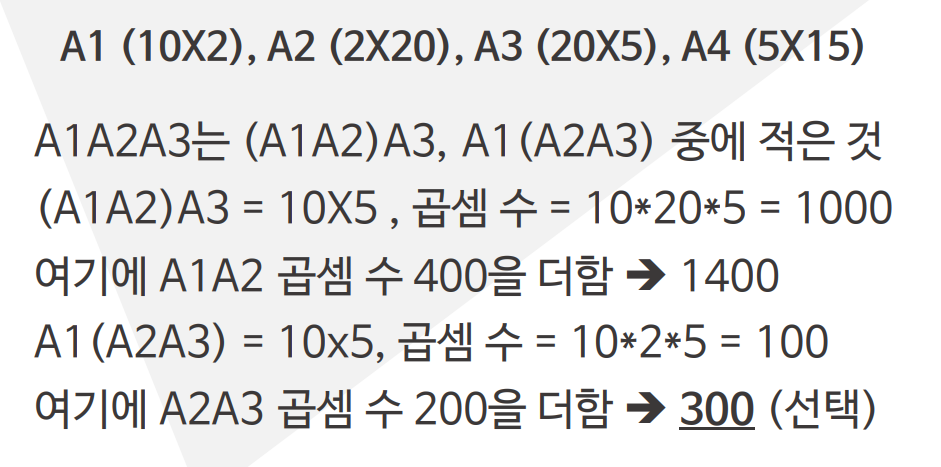 A1 (10X2), A2 (2X20), A3 (20X5), A4 (5X15)
A1A2A3는 (A1A2)A3, A1(A2A3) 중에 적은 것
(A1A2)A3 = 10X5 , 곱셈 수 = 10*20*5 = 1000
여기에 A1A2 곱셈 수 400을 더함 ➔ 1400
A1(A2A3) = 10x5, 곱셈 수 = 10*2*5 = 100
여기에 A2A3 곱셈 수 200을 더함 ➔ 300 (선택)